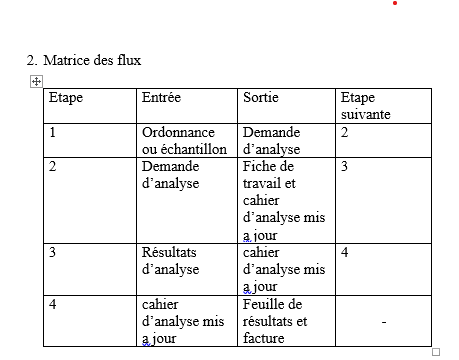 2. Matrice des flux
Etape Entrée Sortie Etape
suivante
1 Ordonnance Demande 2
ou échantillon d’analyse
2 Demande Fiche de 3
d’analyse travail et
cahier
d’analyse mis
a jour
3 Résultats cahier 4
d’analyse d’analyse mis
a jour
4 cahier Feuille de
d’analyse mis résultats et -
a jour facture